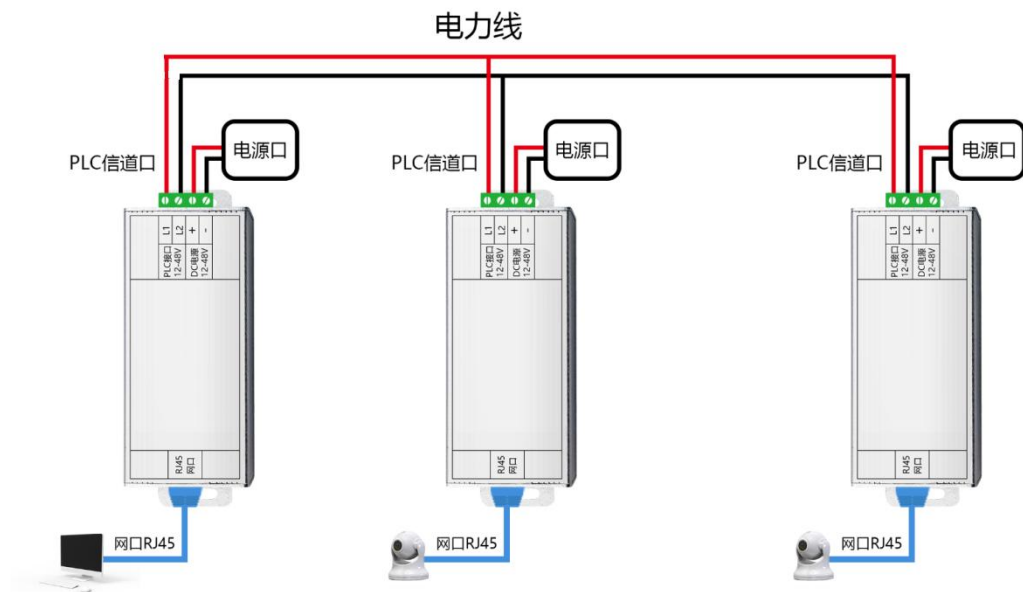 电力线
PLC信道口
电源口
PLC信道口
电源口
PLC信道口
电源口
L1
L2
+
-
PLC接口
12-48V
DC电源
12-48V
L1
L2
+
-
PLC接口
12-48V
DC电源
12-48V
L1
L2
+
-
PLC接口
12-48V
DC电源
12-48V
RJ45
网口
RJ45
网口
RJ45
网口
网口RJ45
网口RJ45
网口RJ45